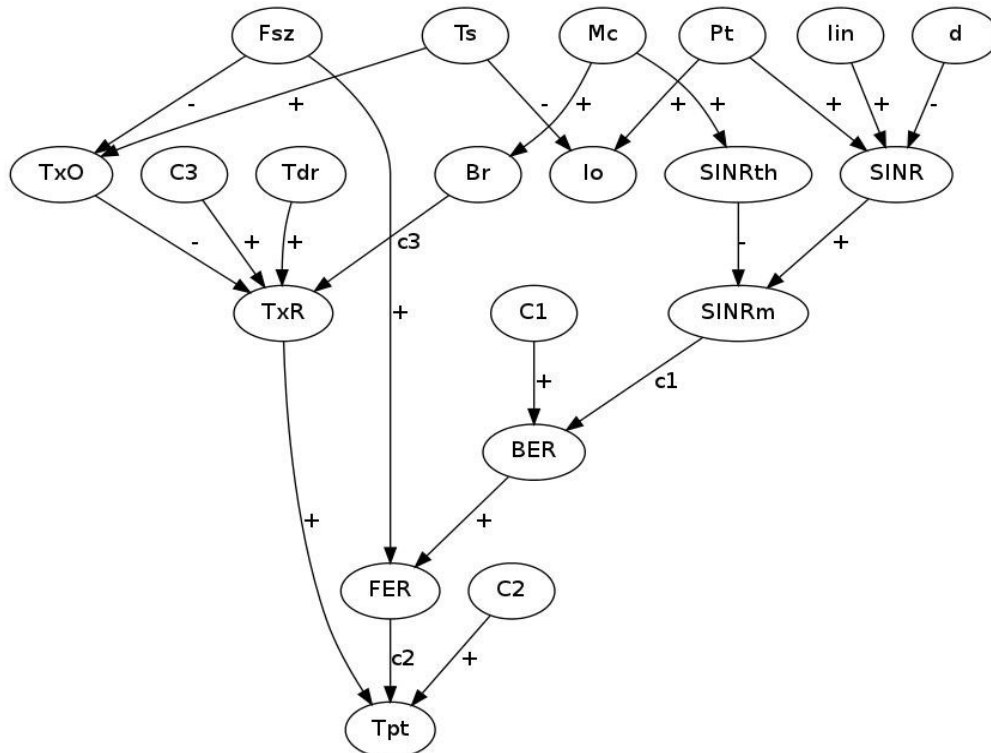 Fsz
Ts
Mc
Pt
Iin
d
-
+
-
+
+
+
+
+
-
TxO
C3
Tdr
Br
Io
SINRth
SINR
-
+
+
c3
-
+
TxR
+
C1
SINRm
+
c1
BER
+
+
FER
C2
c2
+
Tpt